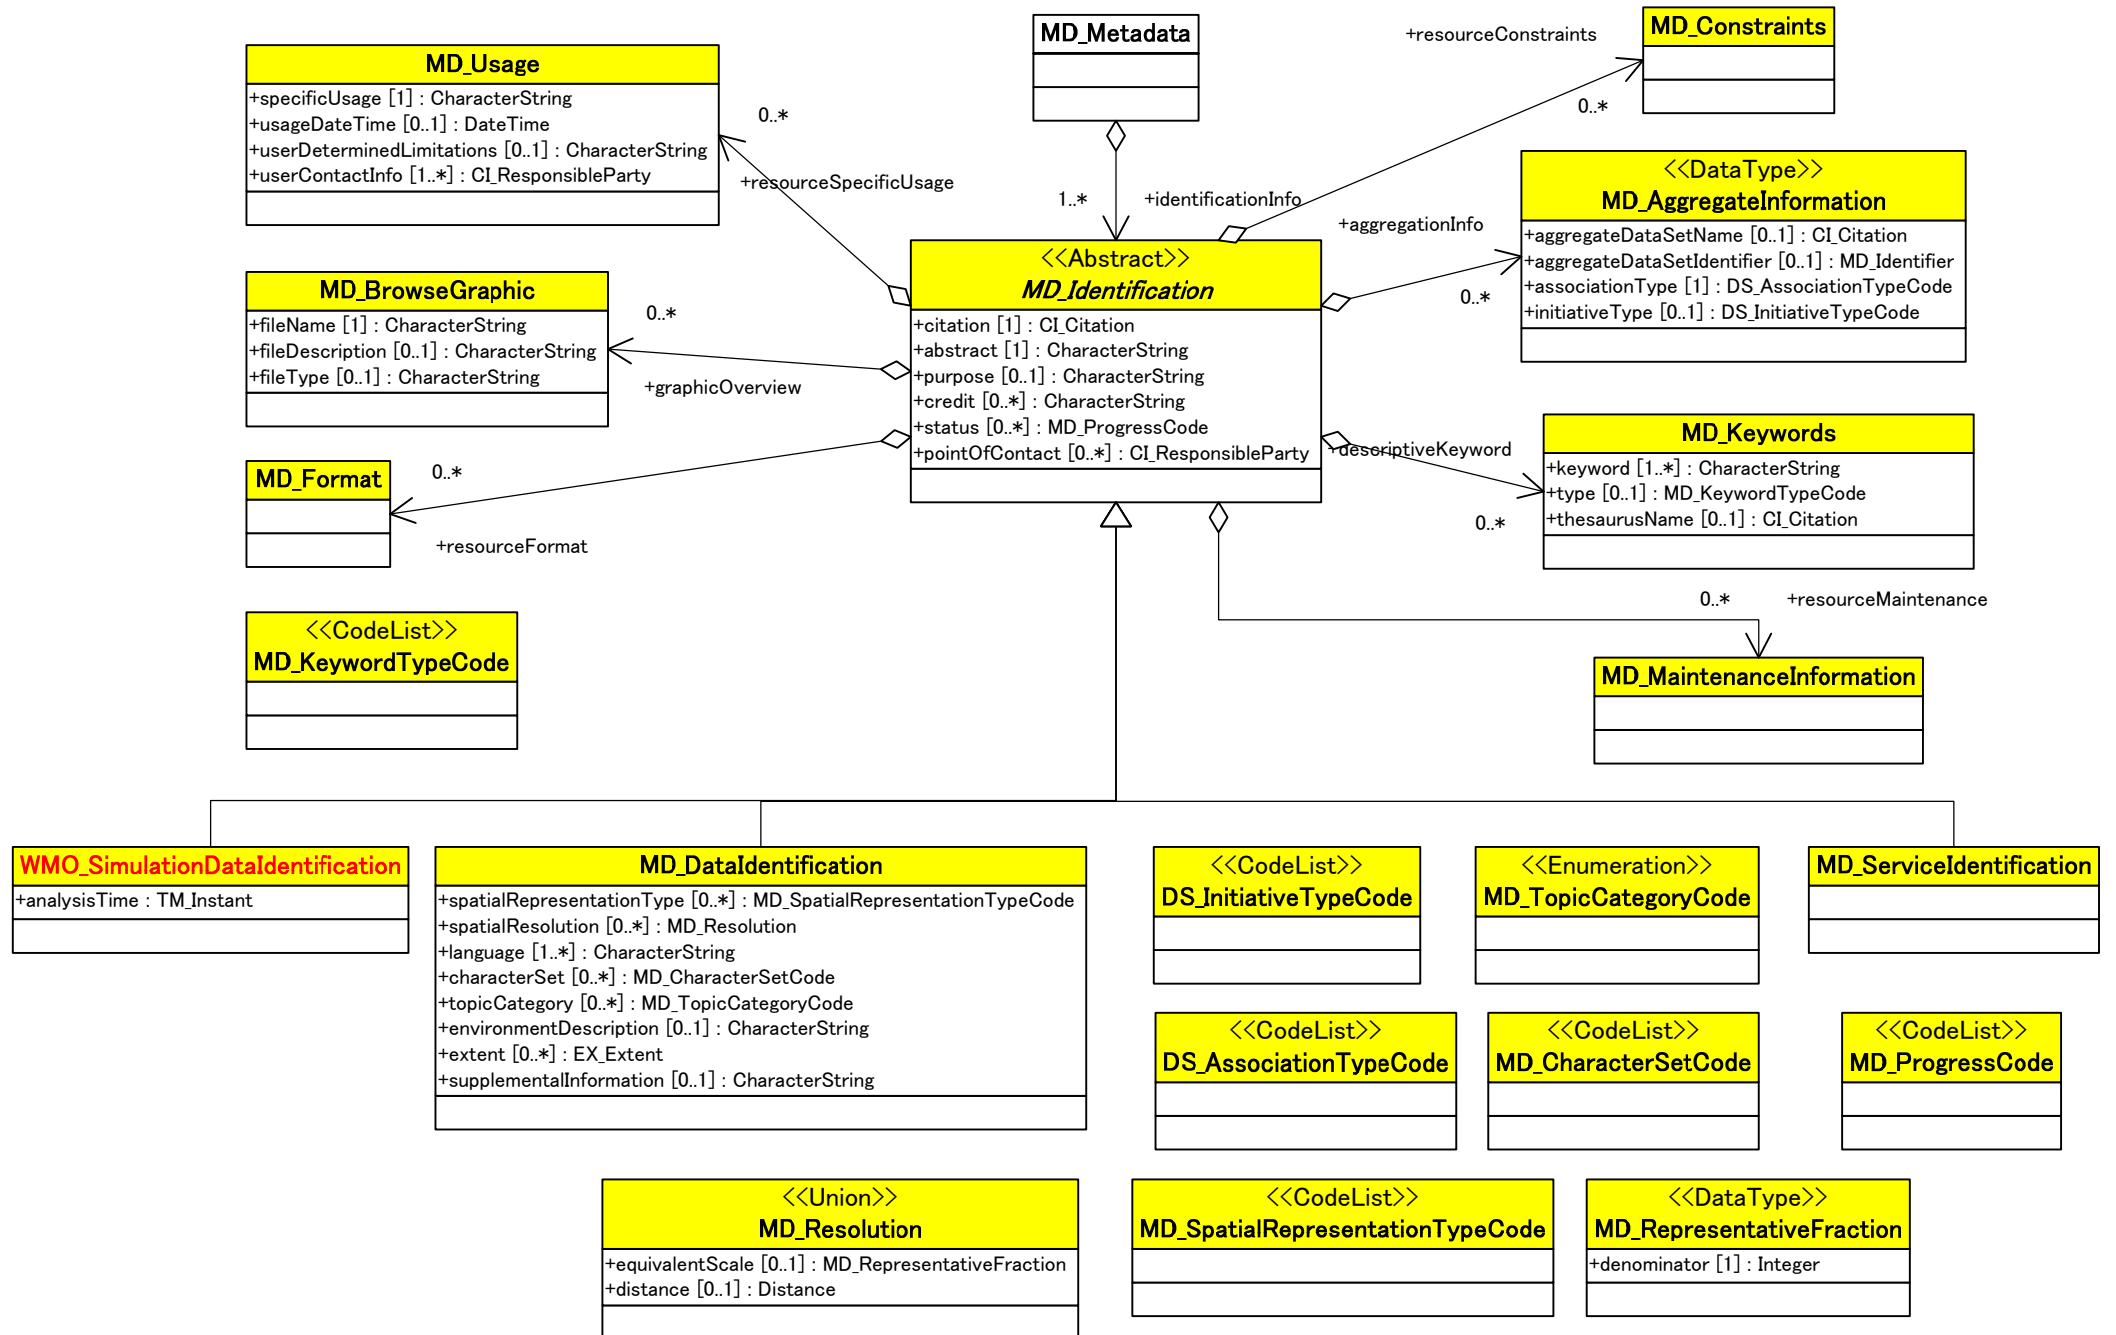 MD_Metadata
MD_Constraints
+resourceConstraints
0..*
MD_Usage
+specificUsage [1] : CharacterString
+usageDateTime [0..1] : DateTime
+userDeterminedLimitations [0..1] : CharacterString
+userContactInfo [1..*] : CI_ResponsibleParty
0..*
+resourceSpecificUsage
1..*
+identificationInfo
<<DataType>>
MD_AggregateInformation
+aggregateDataSetName [0..1] : CI_Citation
+aggregateDataSetIdentifier [0..1] : MD_Identifier
+associationType [1] : DS_AssociationTypeCode
+initiativeType [0..1] : DS_InitiativeTypeCode
+aggregationInfo
0..*
<<Abstract>>
MD_Identification
+citation [1] : CI_Citation
+abstract [1] : CharacterString
+purpose [0..1] : CharacterString
+credit [0..*] : CharacterString
+status [0..*] : MD_ProgressCode
+pointOfContact [0..*] : CI_ResponsibleParty
MD_BrowseGraphic
+fileName [1] : CharacterString
+fileDescription [0..1] : CharacterString
+fileType [0..1] : CharacterString
0..*
+graphicOverview
MD_Format
0..*
+resourceFormat
+descriptiveKeyword
0..*
MD_Keywords
+keyword [1..*] : CharacterString
+type [0..1] : MD_KeywordTypeCode
+thesaurusName [0..1] : CI_Citation
0..*
+resourceMaintenance
MD_MaintenanceInformation
<<CodeList>>
MD_KeywordTypeCode
WMO_SimulationDataIdentification
+analysisTime : TM_Instant
MD_DataIdentification
+spatialRepresentationType [0..*] : MD_SpatialRepresentationTypeCode
+spatialResolution [0..*] : MD_Resolution
+language [1..*] : CharacterString
+characterSet [0..*] : MD_CharacterSetCode
+topicCategory [0..*] : MD_TopicCategoryCode
+environmentDescription [0..1] : CharacterString
+extent [0..*] : EX_Extent
+supplementalInformation [0..1] : CharacterString
<<CodeList>>
DS_InitiativeTypeCode
<<Enumeration>>
MD_TopicCategoryCode
MD_ServiceIdentification
<<CodeList>>
DS_AssociationTypeCode
<<CodeList>>
MD_CharacterSetCode
<<CodeList>>
MD_ProgressCode
<<Union>>
MD_Resolution
+equivalentScale [0..1] : MD_RepresentativeFraction
+distance [0..1] : Distance
<<CodeList>>
MD_SpatialRepresentationTypeCode
<<DataType>>
MD_RepresentativeFraction
+denominator [1] : Integer